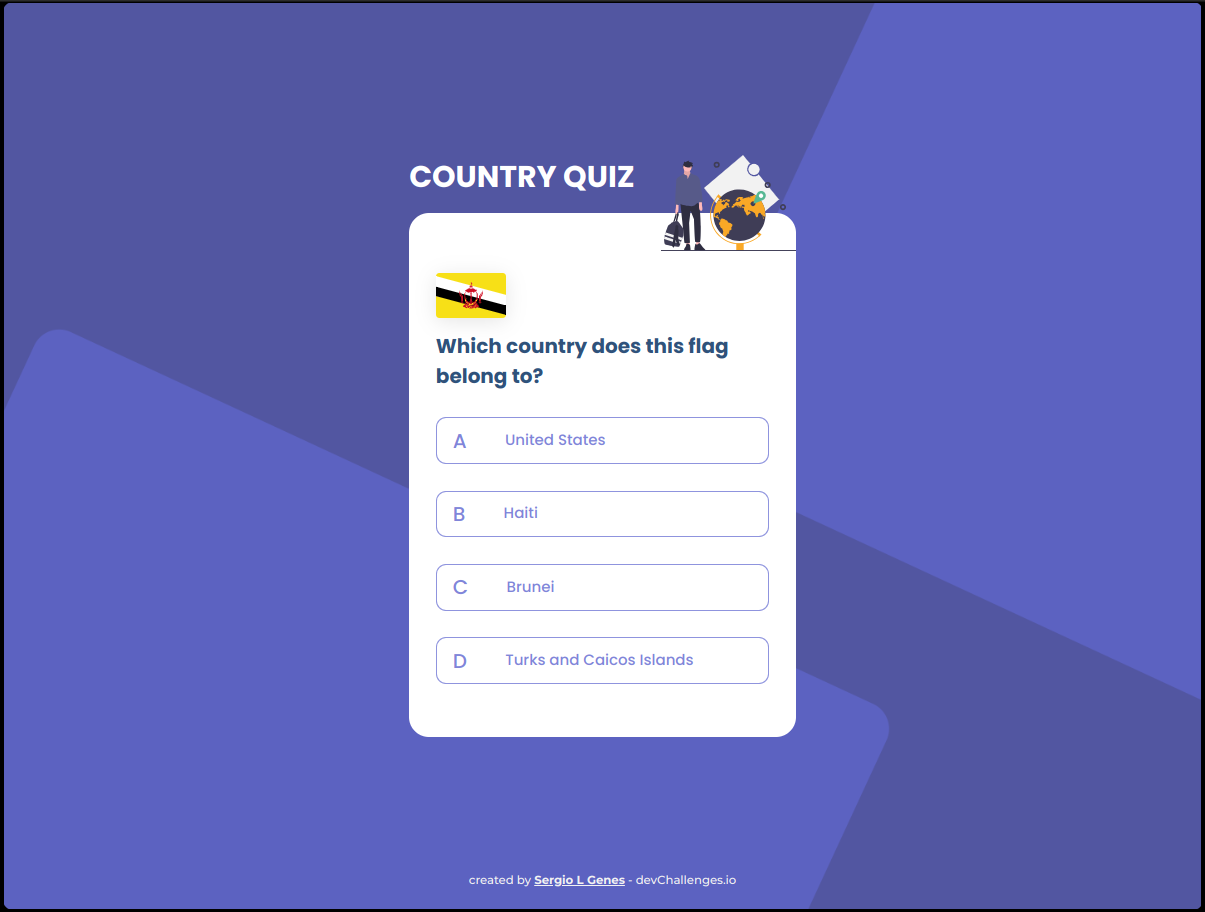 COUNTRY QUIZ
Which country does this flag
belong to?
A United States
B Haiti
C Brunei
D Turks and Caicos Islands
created by Sergio L Genes - devChallenges.io